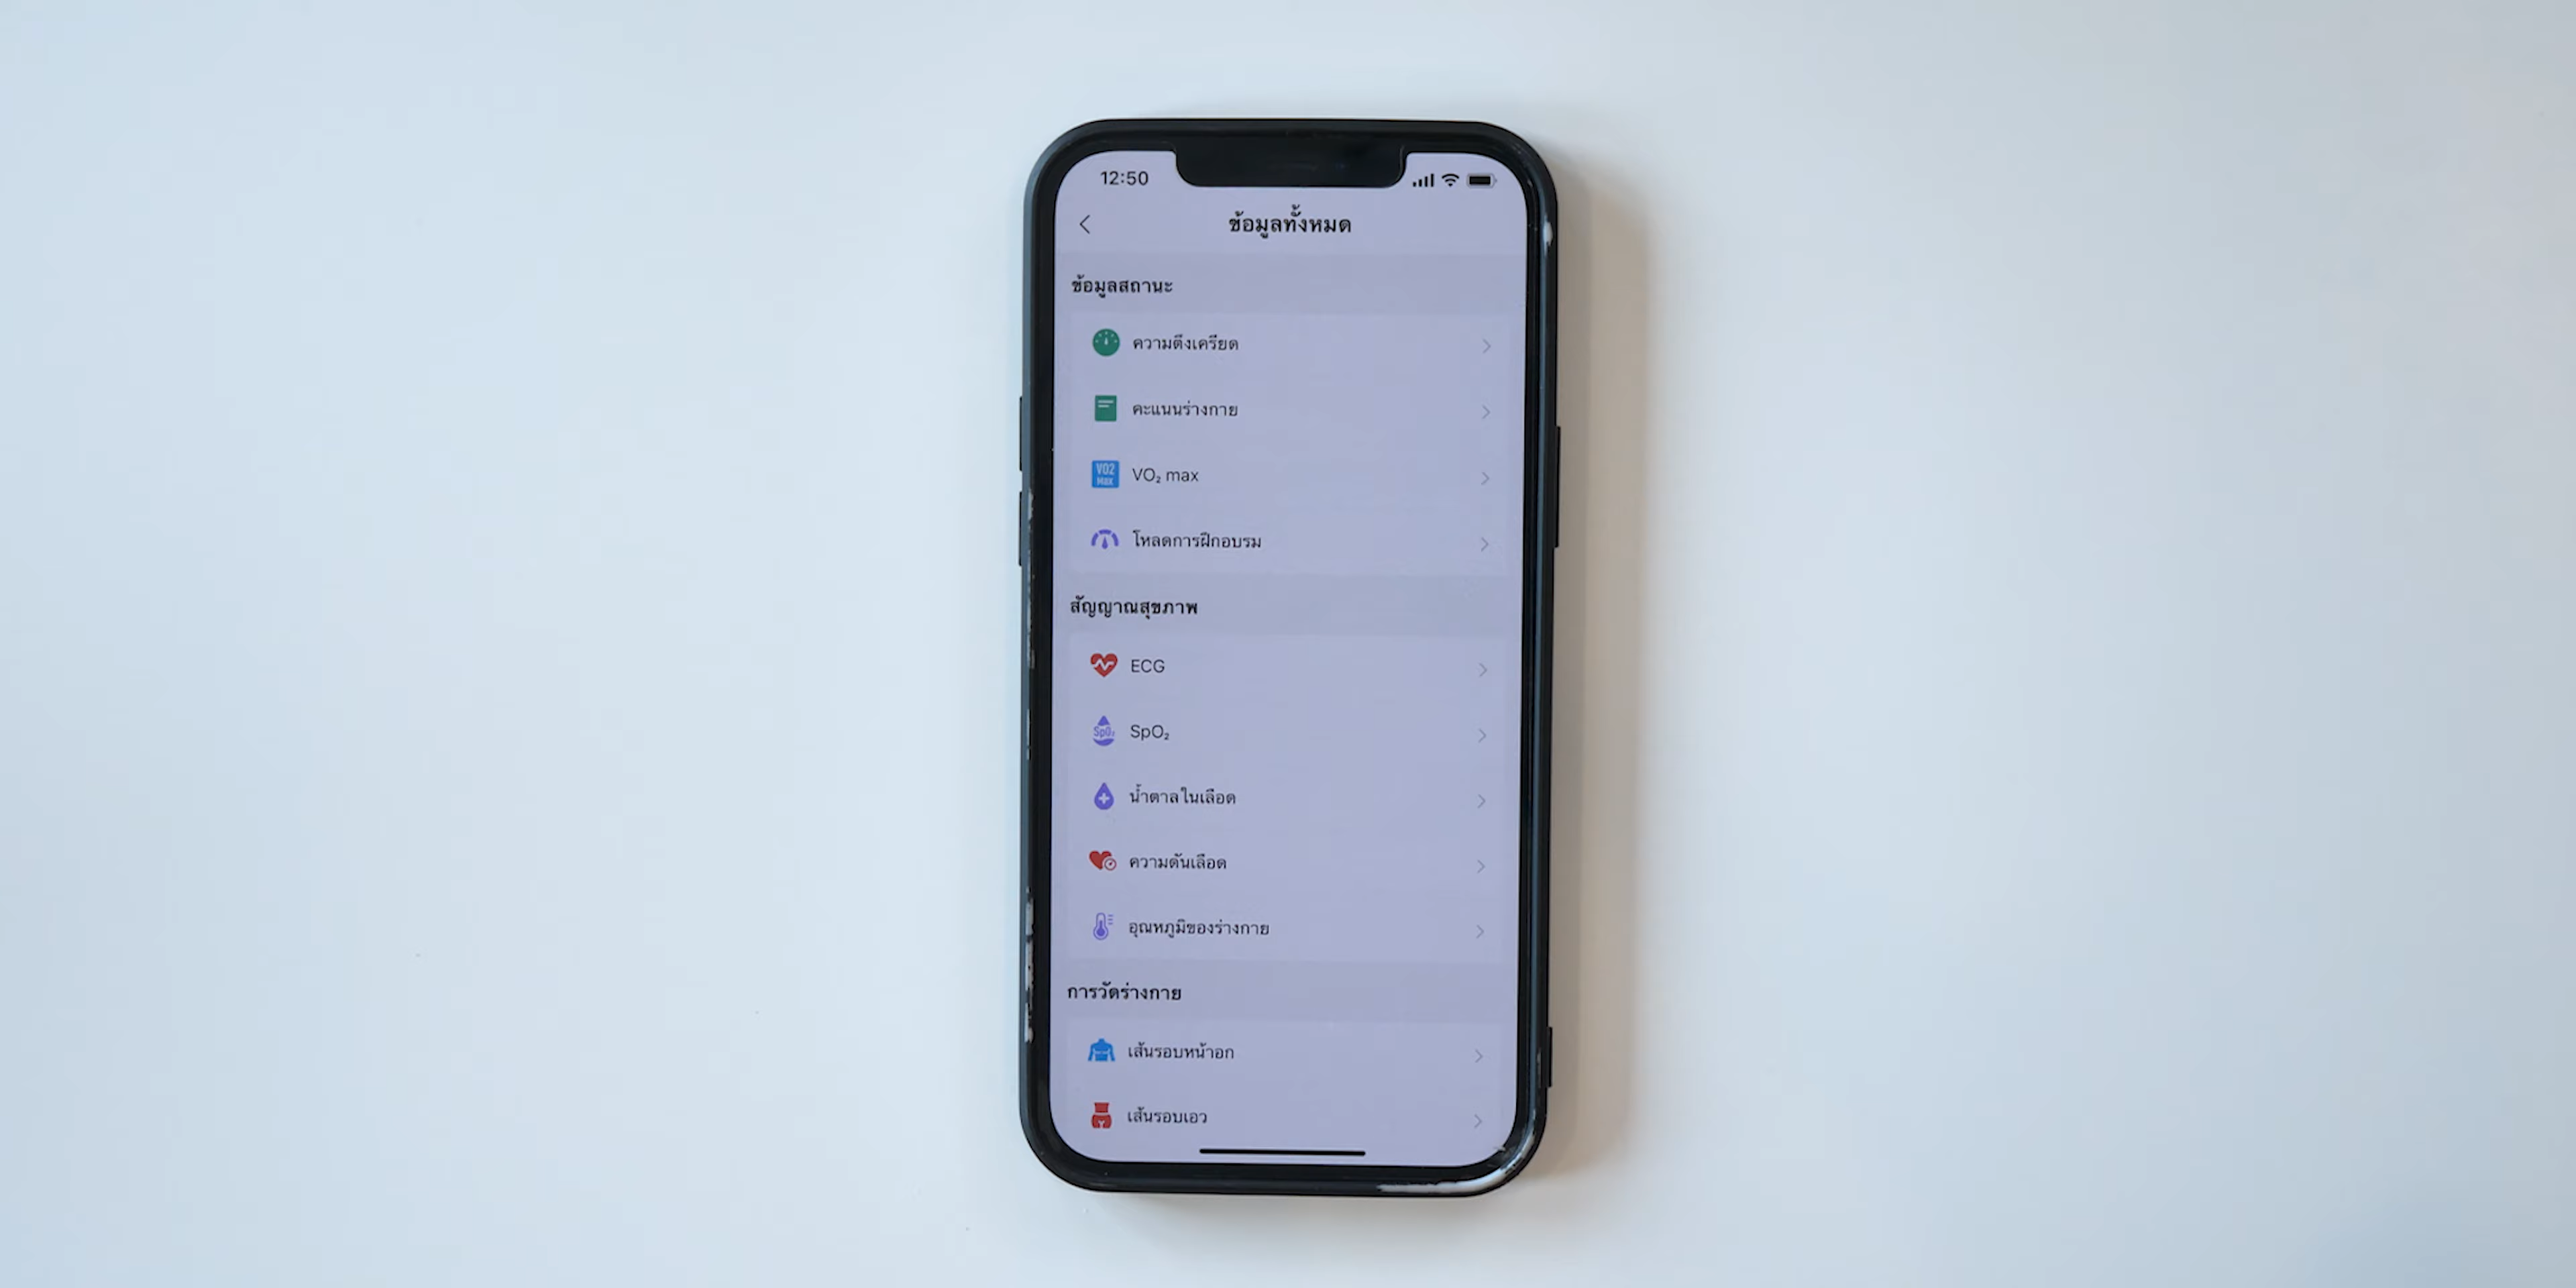 12:50
ข้อมูลทั้งหมด
ข้อมูลสถานะ
ความตึงเครียด
คะแนนร่างกาย
VO2 Max
VO₂ max
โหลดการฝึกอบรม
สัญญาณสุขภาพ
ECG
SpO₂
SpO₂
น้ำตาลในเลือด
ความดันเลือด
อุณหภูมิของร่างกาย
การวัดร่างกาย
เส้นรอบหน้าอก
เส้นรอบเอว